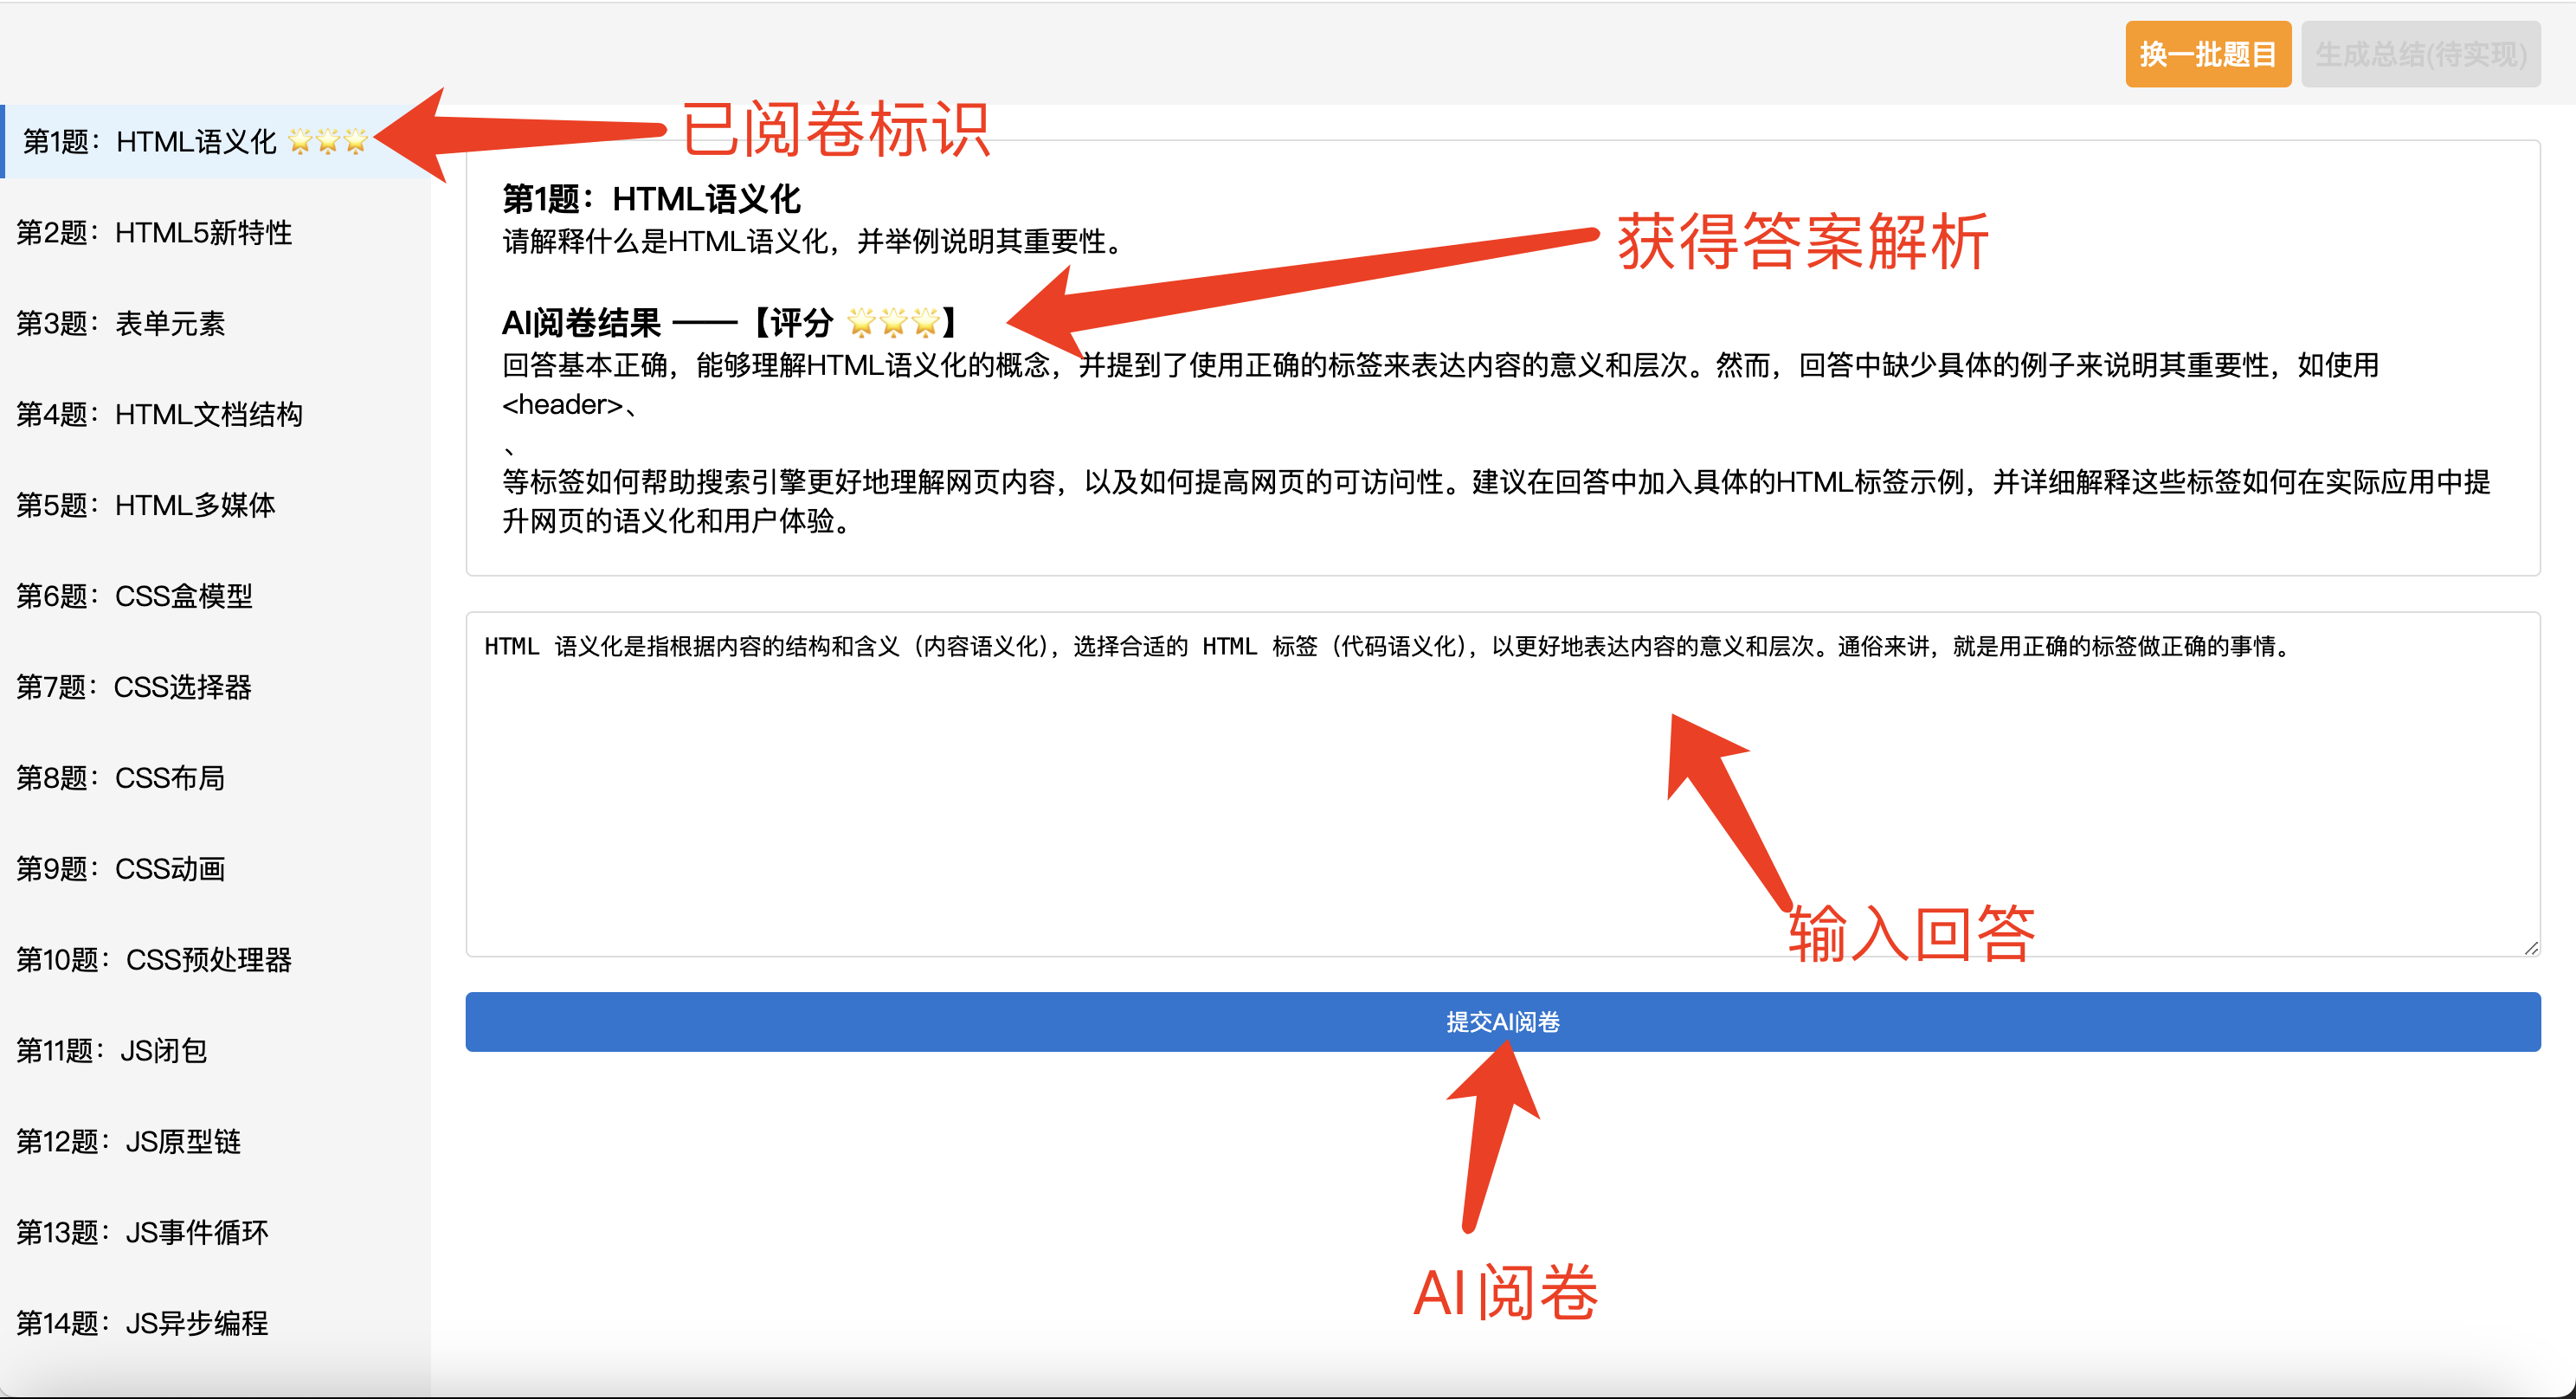 换一批题目
生成总结(待实现)
第1题：HTML语义化 🌟🌟🌟
已阅卷标识
第2题：HTML5新特性
第3题：表单元素
第4题：HTML文档结构
第5题：HTML多媒体
第6题：CSS盒模型
第7题：CSS选择器
第8题：CSS布局
第9题：CSS动画
第10题：CSS预处理器
第11题：JS闭包
第12题：JS原型链
第13题：JS事件循环
第14题：JS异步编程
第1题：HTML语义化
请解释什么是HTML语义化，并举例说明其重要性。
获得答案解析
AI阅卷结果 ——【评分 🌟🌟🌟】
回答基本正确，能够理解HTML语义化的概念，并提到了使用正确的标签来表达内容的意义和层次。然而，回答中缺少具体的例子来说明其重要性，如使用
<header>、
、
等标签如何帮助搜索引擎更好地理解网页内容，以及如何提高网页的可访问性。建议在回答中加入具体的HTML标签示例，并详细解释这些标签如何在实际应用中提
升网页的语义化和用户体验。
HTML 语义化是指根据内容的结构和含义（内容语义化），选择合适的 HTML 标签（代码语义化），以更好地表达内容的意义和层次。通俗来讲，就是用正确的标签做正确的事情。
输入回答
提交AI阅卷
AI阅卷